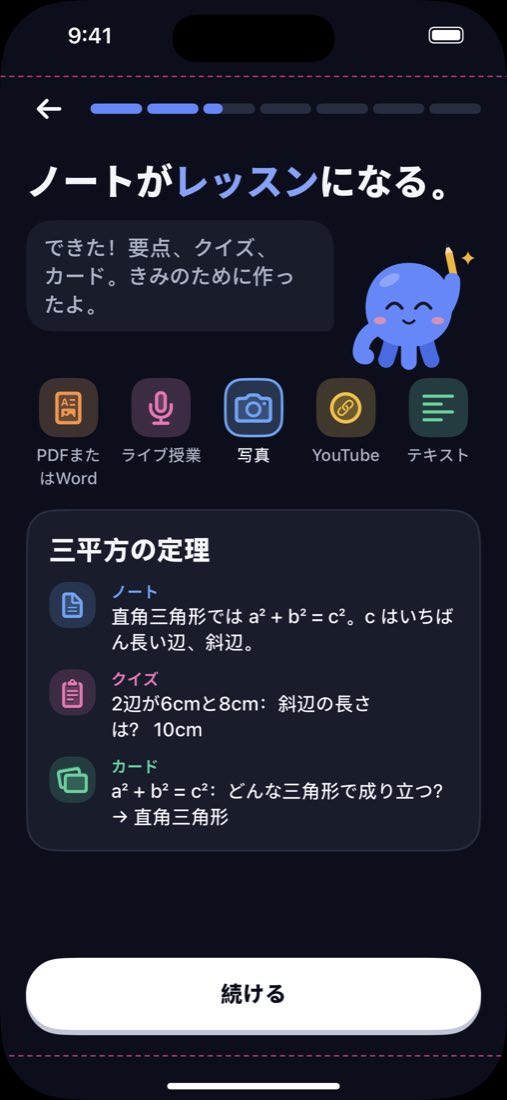 9:41
ノートがレッスンになる。
できた！要点、クイズ、
カード。きみのために作っ
たよ。
PDFまた
はWord
ライブ授業
写真
YouTube
テキスト
三平方の定理
ノート
直角三角形では a² + b² = c²。c はいちば
ん長い辺、斜辺。
クイズ
2辺が6cmと8cm：斜辺の長さ
は？ 10cm
カード
a² + b² = c²：どんな三角形で成り立つ？
→ 直角三角形
続ける